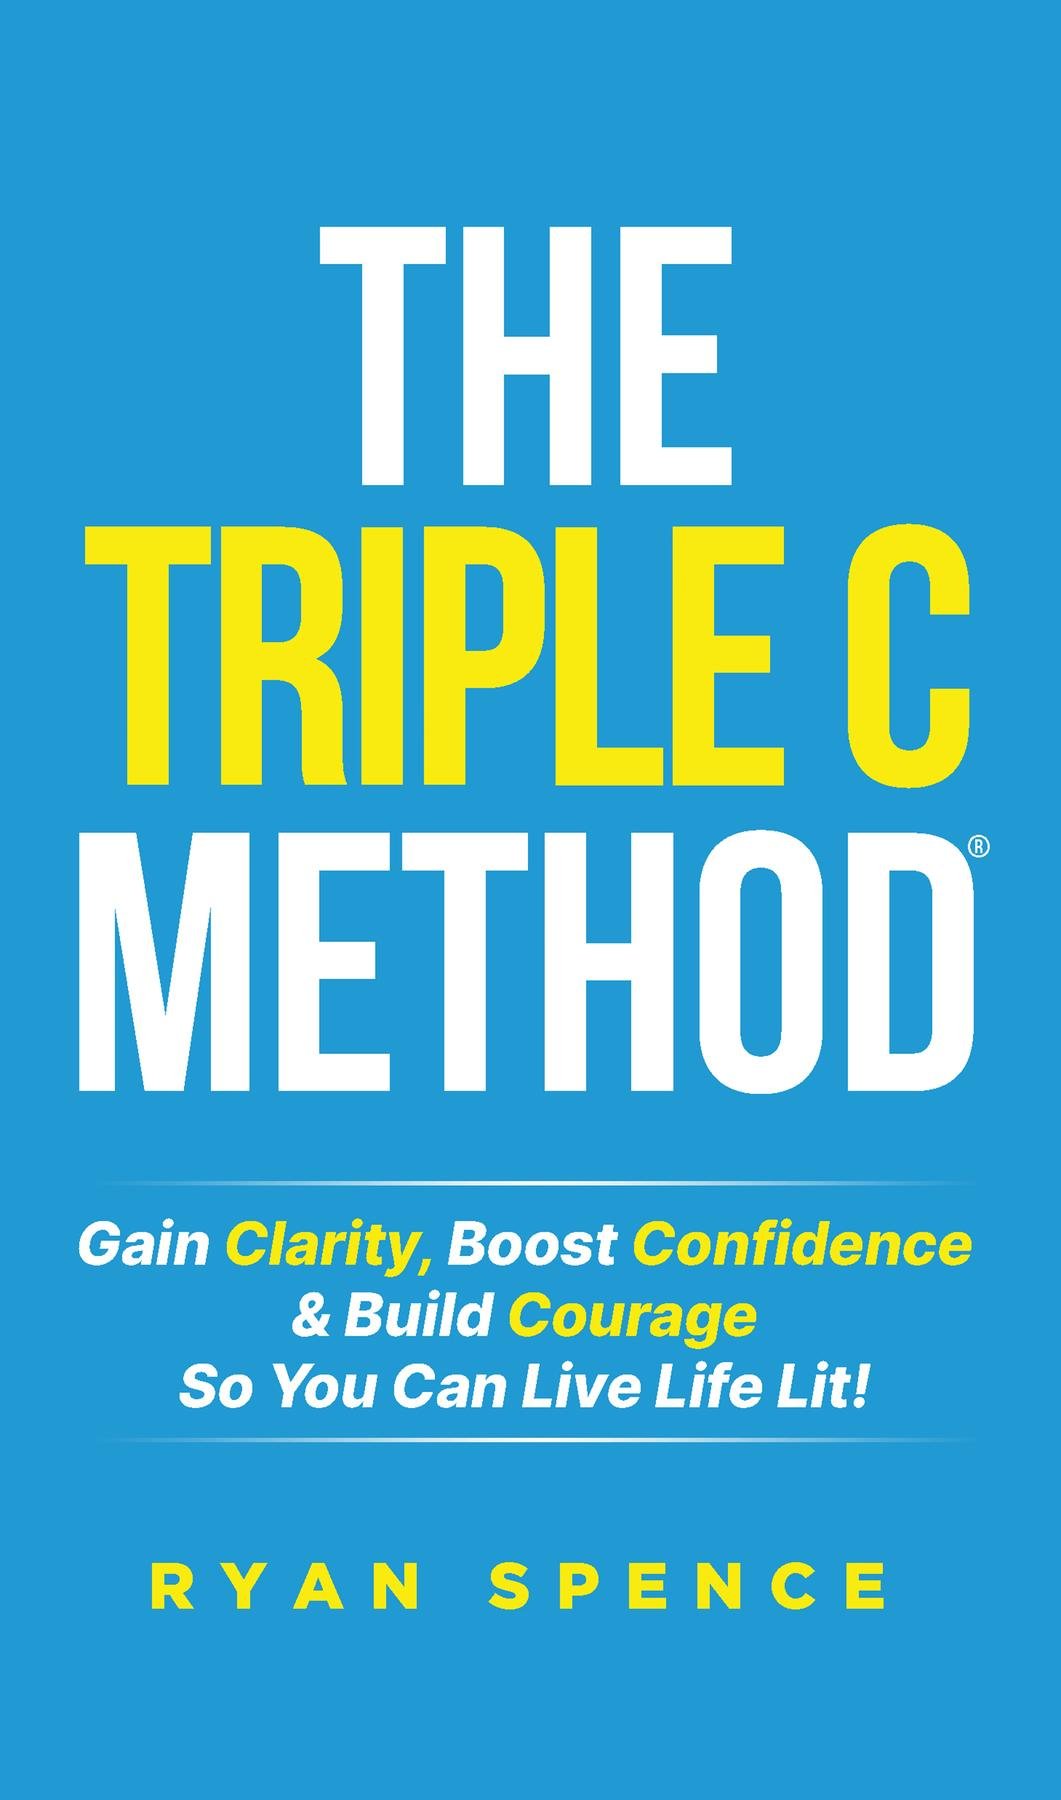 THE
TRIPLE C
METHOD®
Gain Clarity, Boost Confidence
& Build Courage
So You Can Live Life Lit!
RYAN SPENCE